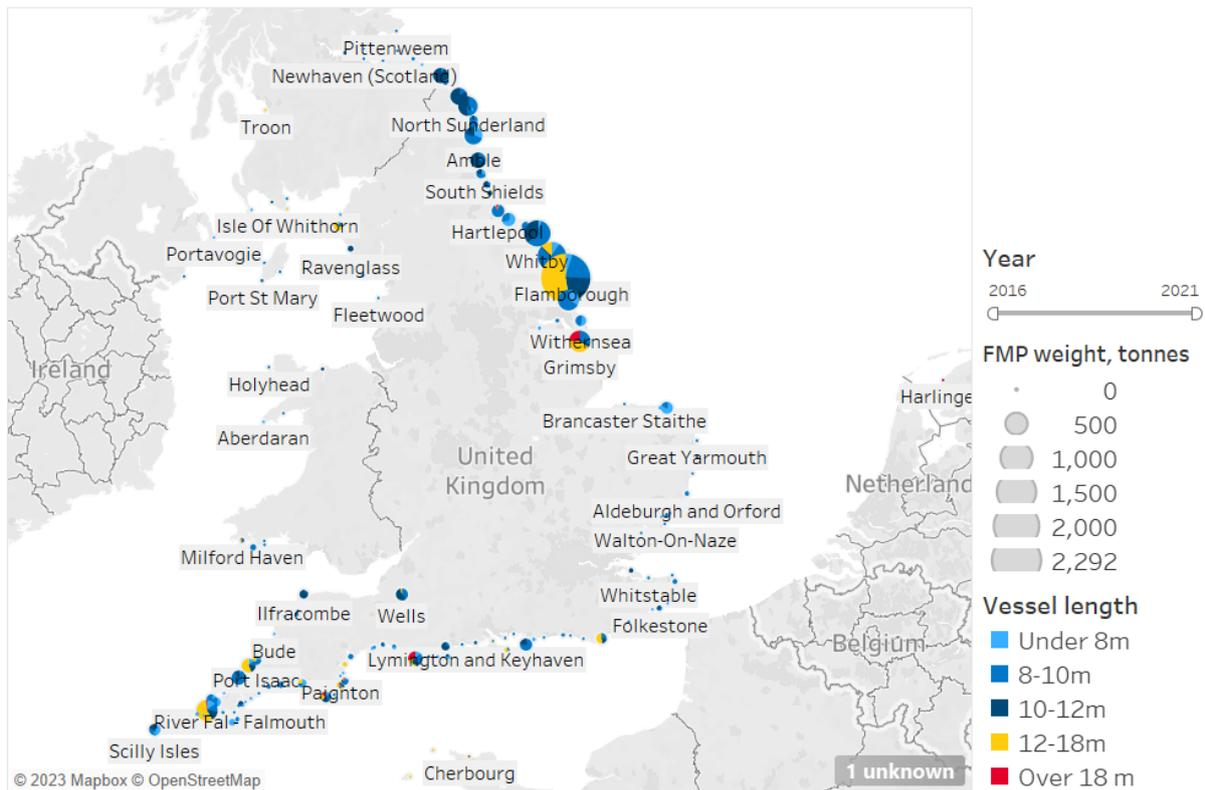 Pittenweem
Newhaven (Scotland)
Troon
North Sunderland
Amble
South Shields
Isle Of Whithorn
Hartlepool
Portavogie
Ravenglass
Whitby
Port St Mary
Flamborough
Fleetwood
Withernsea
Grimsby
Ireland
Holyhead
Harlinge
Brancaster Staithe
Aberdaran
United
Kingdom
Great Yarmouth
Netherland
Aldeburgh and Orford
Walton-On-Naze
Milford Haven
Whitstable
Ilfracombe
Wells
Folkestone
Belgium
Bude
Lymington and Keyhaven
Port Isaac
Paignton
River Fal - Falmouth
Scilly Isles
Cherbourg
1 unknown
© 2023 Mapbox © OpenStreetMap
Year
2016 2021
FMP weight, tonnes
0
500
1,000
1,500
2,000
2,292
Vessel length
Under 8m
8-10m
10-12m
12-18m
Over 18 m